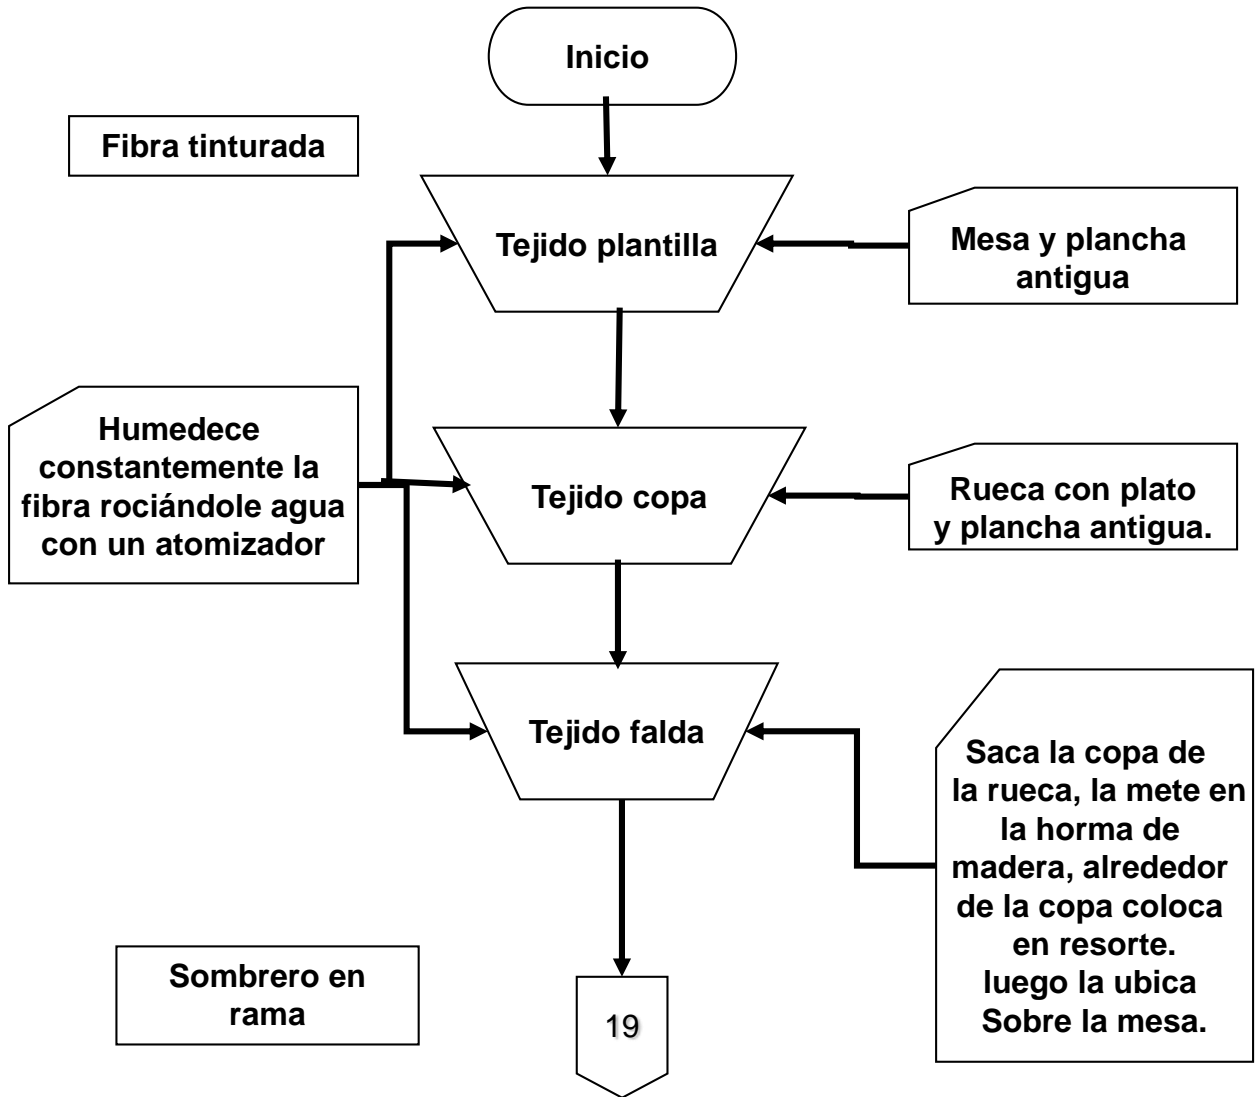 Inicio
Fibra tinturada
Tejido plantilla
Mesa y plancha
antigua
Humedece
constantemente la
fibra rociándole agua
con un atomizador
Tejido copa
Rueca con plato
y plancha antigua.
Tejido falda
Saca la copa de
la rueca, la mete en
la horma de
madera, alrededor
de la copa coloca
en resorte.
luego la ubica
Sobre la mesa.
Sombrero en
rama
19